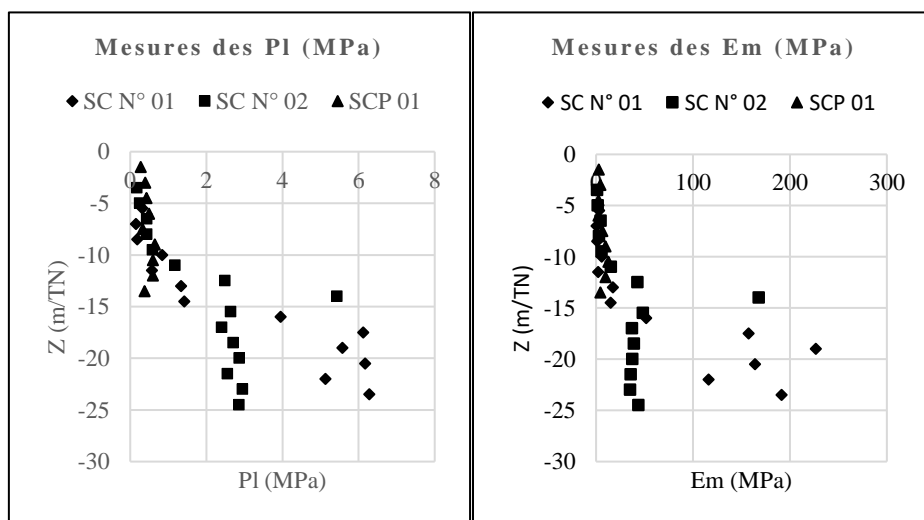 Mesures des Pl (MPa)
SC N° 01 SC N° 02 SCP 01
0
-5
-10
-15
-20
-25
-30
0 2 4 6 8
Z (m/TN)
Pl (MPa)
Mesures des Em (MPa)
SC N° 01 SC N° 02 SCP 01
0
-5
-10
-15
-20
-25
-30
0 100 200 300
Z (m/TN)
Em (MPa)